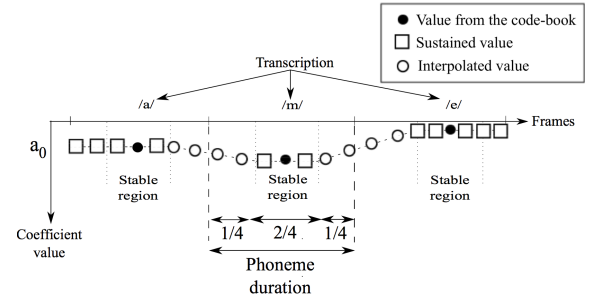 Value from the code-book
Sustained value
Interpolated value
Transcription
/a/
/m/
/e/
Frames
a0
Stable
region
Stable
region
Stable
region
1/4
2/4
1/4
Coefficient
value
Phoneme
duration